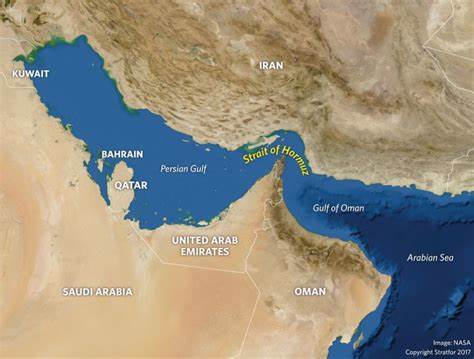 KUWAIT
IRAN
BAHRAIN
QATAR
Persian Gulf
Strait of Hormuz
Gulf of Oman
UNITED ARAB
EMIRATES
Arabian Sea
SAUDI ARABIA
OMAN
Image: NASA
Copyright Stratfor 2017